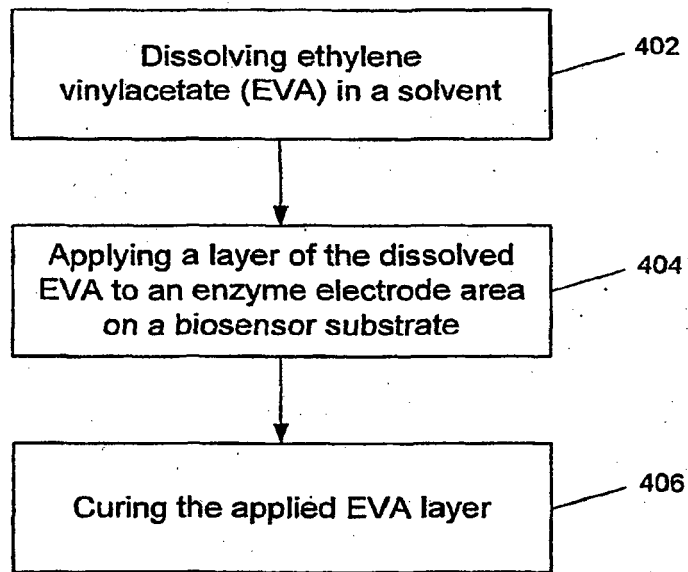 Dissolving ethylene
vinylacetate (EVA) in a solvent
402
Applying a layer of the dissolved
EVA to an enzyme electrode area
on a biosensor substrate
404
Curing the applied EVA layer
406